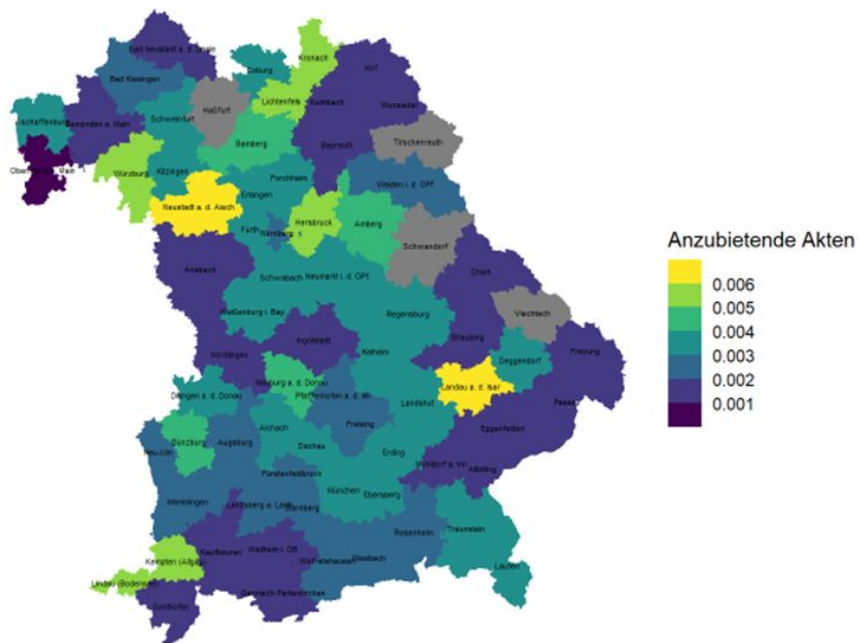 Bad Neustadt a. d. Saale
Kronach
Hof
Coburg
Bad Kissingen
Lichtenfels
Kulmbach
Haßfurt
Wunsiedel
Schweinfurt
Gemünden a. Main
Bamberg
Bayreuth
Tirschenreuth
Würzburg
Kitzingen
Forchheim
Weiden i. d. OPf.
Erlangen
Neustadt a. d. Aisch
Hersbruck
Amberg
Fürth
Nürnberg
Schwandorf
Anzubietende Akten
Ansbach
Cham
Schwabach
Neumarkt i. d. OPf.
0.006
0.005
Weißenburg i. Bay
Regensburg
Viechtach
0.004
Ingolstadt
Straubing
0.003
Nördlingen
Kelheim
Deggendorf
Freyung
0.002
Neuburg a. d. Donau
Landau a. d. Isar
0.001
Dillingen a. d. Donau
Pfaffenhofen a. d. Ilm
Landshut
Passau
Aichach
Freising
Eggenfelden
Günzburg
Augsburg
Dachau
Erding
Neu-Ulm
Mühldorf a. Inn
Altötting
Fürstenfeldbruck
München
Ebersberg
Memmingen
Landsberg a. Lech
Starnberg
Rosenheim
Traunstein
Kaufbeuren
Weilheim i. OB
Wolfratshausen
Miesbach
Kempten (Allgäu)
Laufen
Lindau (Bodensee)
Garmisch-Partenkirchen
Sonthofen